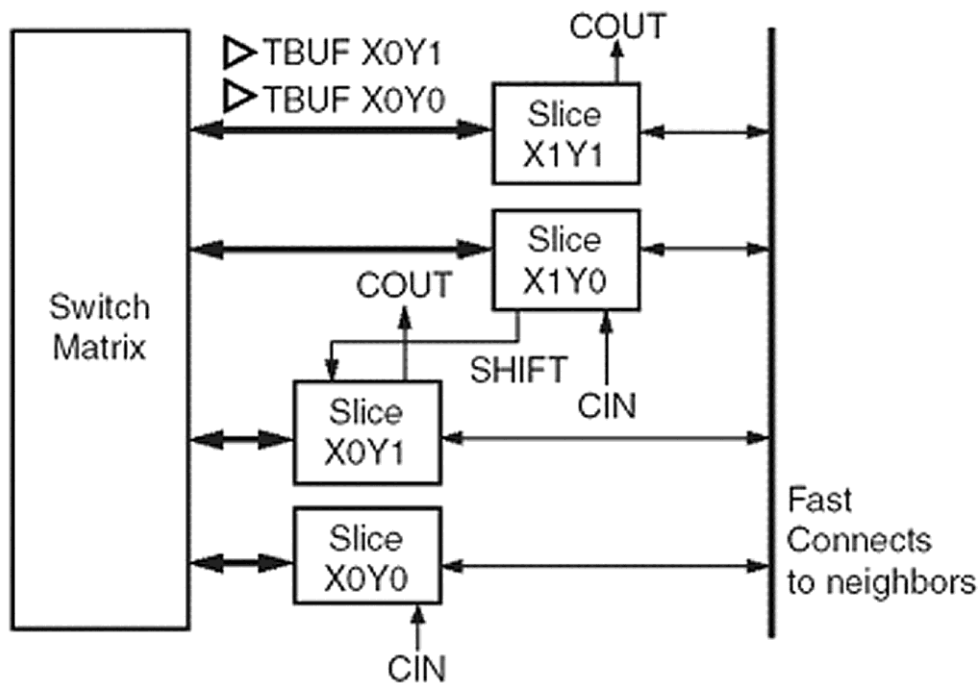 COUT
TBUF X0Y1
TBUF X0Y0
Slice
X1Y1
Slice
X1Y0
COUT
Switch
Matrix
SHIFT
CIN
Slice
X0Y1
Fast
Connects
to neighbors
Slice
X0Y0
CIN